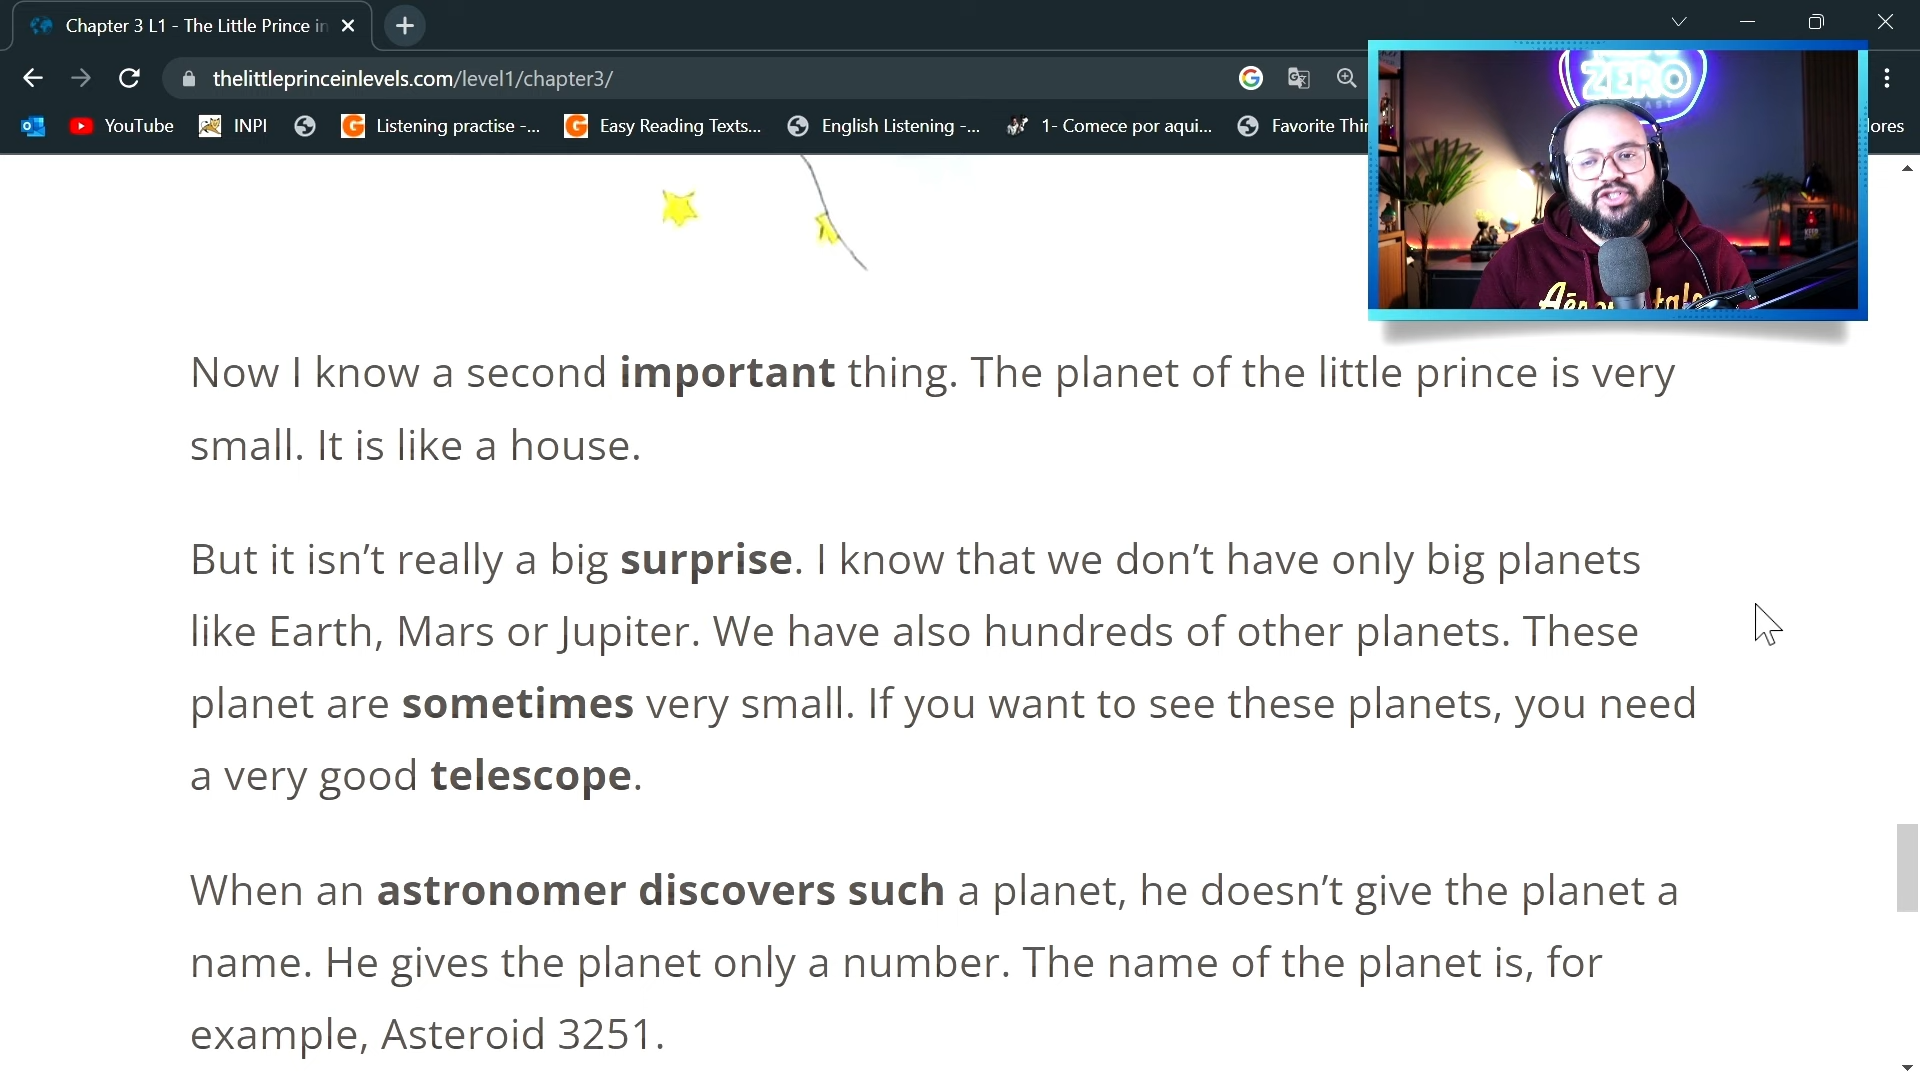 Chapter 3 L1 - The Little Prince in
thelittleprinceinlevels.com/level1/chapter3/
YouTube INPI Listening practise -... Easy Reading Texts... English Listening -... 1- Comece por aqui... Favorite Thin ores
ZERO
Now I know a second important thing. The planet of the little prince is very
small. It is like a house.
But it isn’t really a big surprise. I know that we don’t have only big planets
like Earth, Mars or Jupiter. We have also hundreds of other planets. These
planet are sometimes very small. If you want to see these planets, you need
a very good telescope.
When an astronomer discovers such a planet, he doesn’t give the planet a
name. He gives the planet only a number. The name of the planet is, for
example, Asteroid 3251.